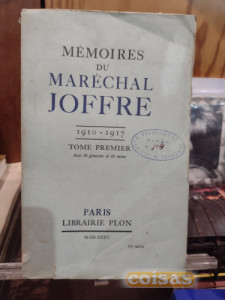 MÉMOIRES
DU
MARÉCHAL
JOFFRE
1910-1917
TOME PREMIER
PARIS
LIBRAIRIE PLON
coisas